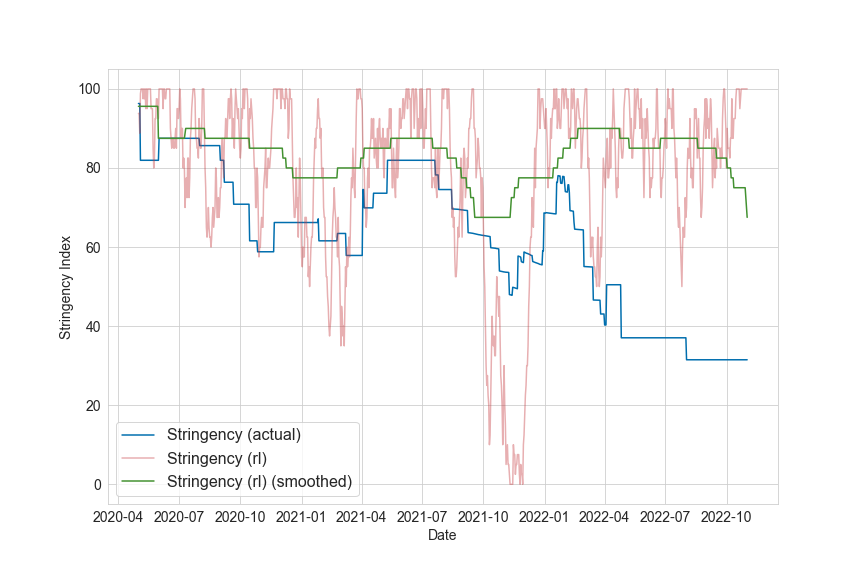 100
80
60
40
20
0
Stringency Index
Stringency (actual)
Stringency (rl)
Stringency (rl) (smoothed)
2020-04 2020-07 2020-10 2021-01 2021-04 2021-07 2021-10 2022-01 2022-04 2022-07 2022-10
Date